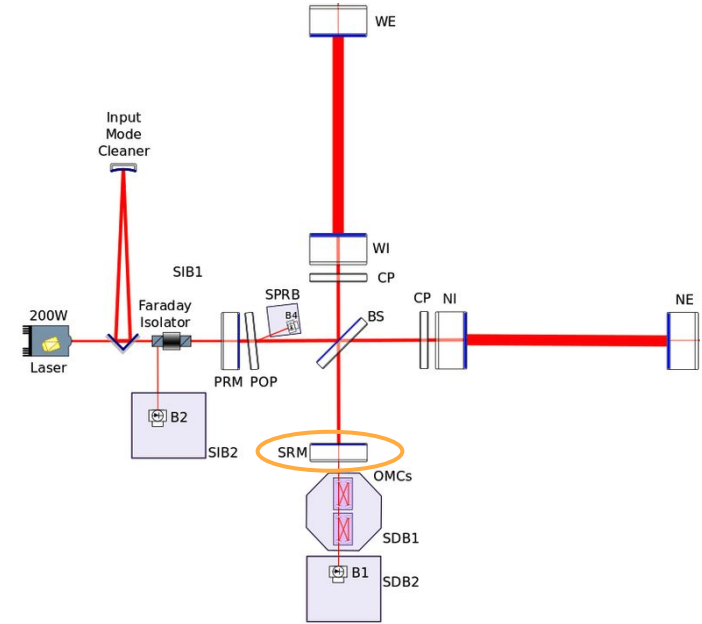 WE
Input
Mode
Cleaner
WI
SIB1
CP
SPRB
CP
NI
NE
200W
Faraday
Isolator
B4
BS
Laser
PRM
POP
B2
SRM
SIB2
OMCs
SDB1
B1
SDB2